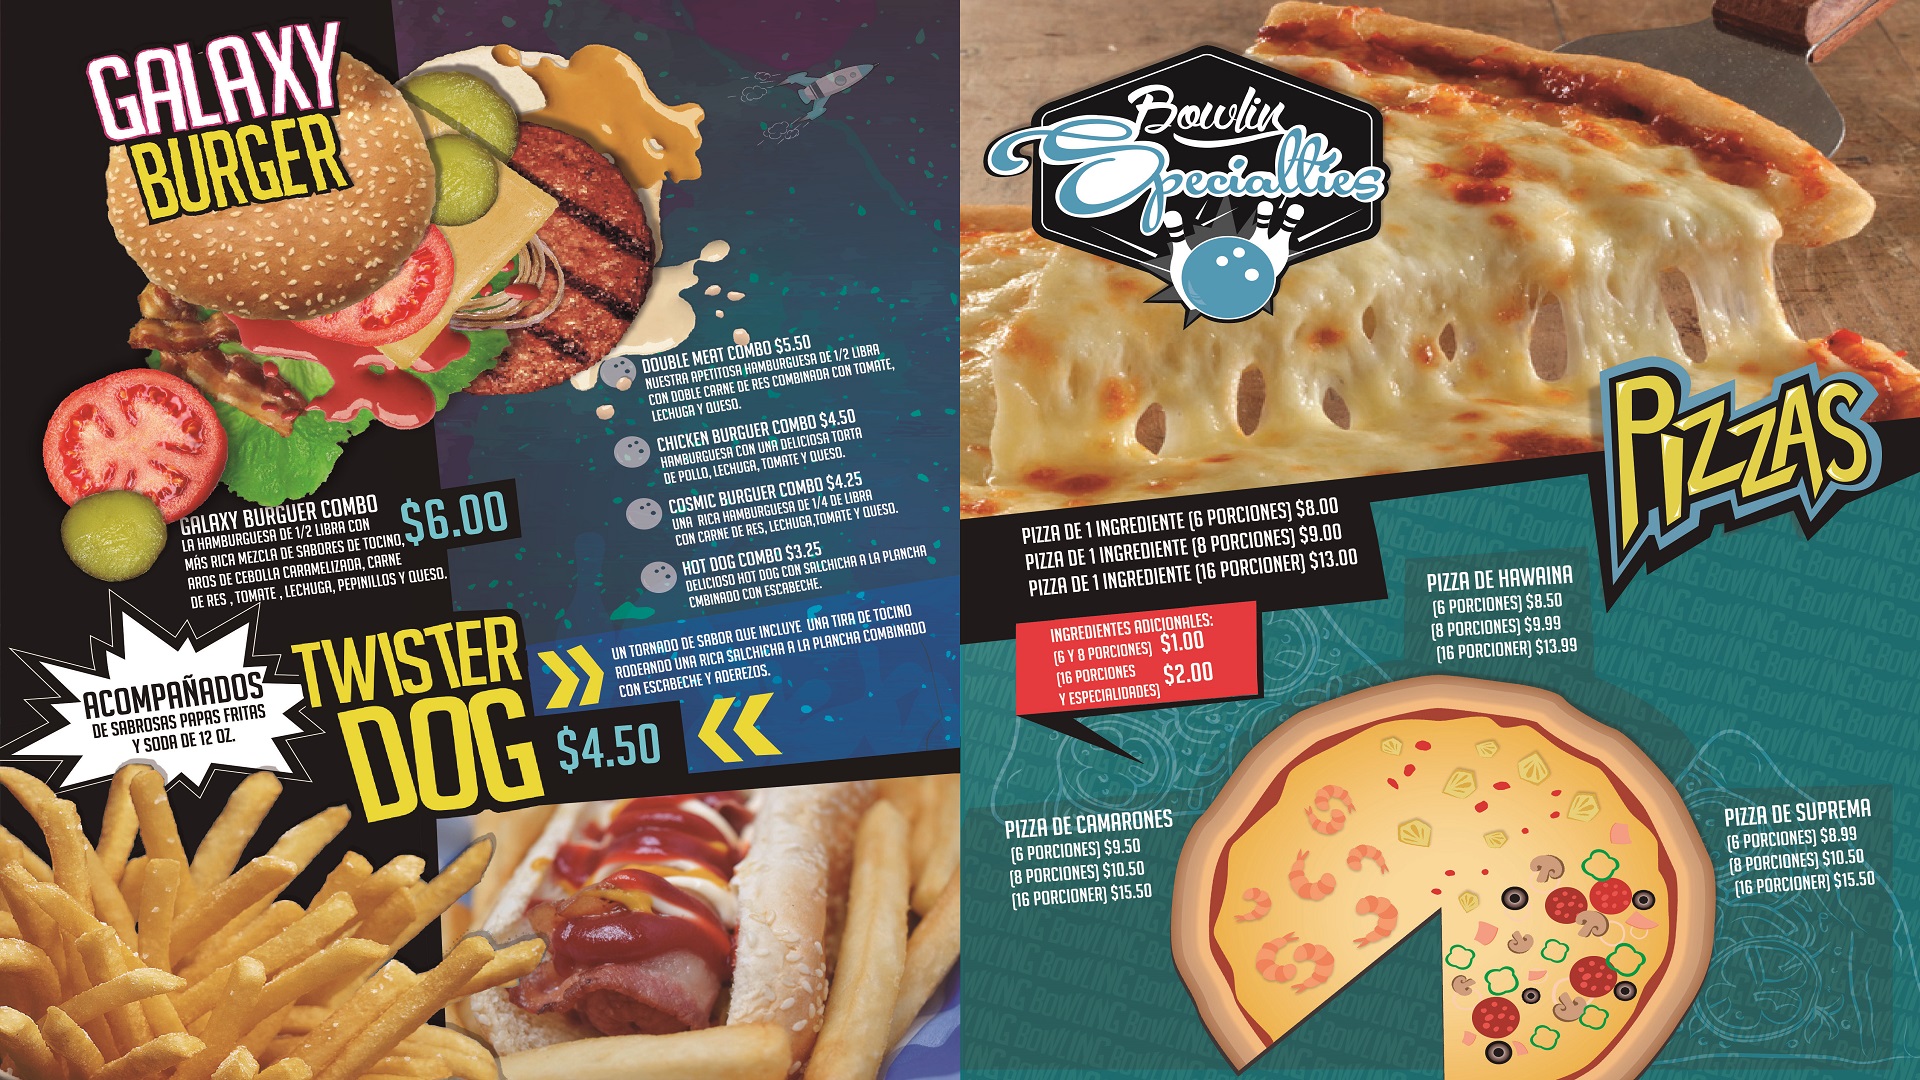 GALAXY
BURGER
DOUBLE MEAT COMBO $5.50
NUESTRA APETITOSA HAMBURGUESA DE 1/2 LIBRA
CON DOBLE CARNE DE RES COMBINADA CON TOMATE,
LECHUGA Y QUESO.
CHICKEN BURGUER COMBO $4.50
HAMBURGUESA CON UNA DELICIOSA TORTA
DE POLLO, LECHUGA, TOMATE Y QUESO.
COSMIC BURGUER COMBO $4.25
UNA RICA HAMBURGUESA DE 1/4 DE LIBRA
CON CARNE DE RES, LECHUGA,TOMATE Y QUESO.
HOT DOG COMBO $3.25
DELICIOSO HOT DOG CON SALCHICHA A LA PLANCHA
CMBINADO CON ESCABECHE.
GALAXY BURGUER COMBO $6.00
LA HAMBURGUESA DE 1/2 LIBRA CON
MÁS RICA MEZCLA DE SABORES DE TOCINO,
AROS DE CEBOLLA CARAMELIZADA, CARNE
DE RES , TOMATE , LECHUGA, PEPINILLOS Y QUESO.
ACOMPAÑADOS
DE SABROSAS PAPAS FRITAS
Y SODA DE 12 OZ.
TWISTER
DOG
$4.50
UN TORNADO DE SABOR QUE INCLUYE UNA TIRA DE TOCINO
RODEANDO UNA RICA SALCHICHA A LA PLANCHA COMBINADO
CON ESCABECHE Y ADEREZOS.
Bowlin
Specialties
PIZZAS
PIZZA DE 1 INGREDIENTE (6 PORCIONES) $8.00
PIZZA DE 1 INGREDIENTE (8 PORCIONES) $9.00
PIZZA DE 1 INGREDIENTE (16 PORCIONER) $13.00
INGREDIENTES ADICIONALES:
(6 Y 8 PORCIONES) $1.00
(16 PORCIONES
Y ESPECIALIDADES) $2.00
PIZZA DE HAWAINA
(6 PORCIONES) $8.50
(8 PORCIONES) $9.99
(16 PORCIONER) $13.99
PIZZA DE CAMARONES
(6 PORCIONES) $9.50
(8 PORCIONES) $10.50
(16 PORCIONER) $15.50
PIZZA DE SUPREMA
(6 PORCIONES) $8.99
(8 PORCIONES) $10.50
(16 PORCIONER) $15.50